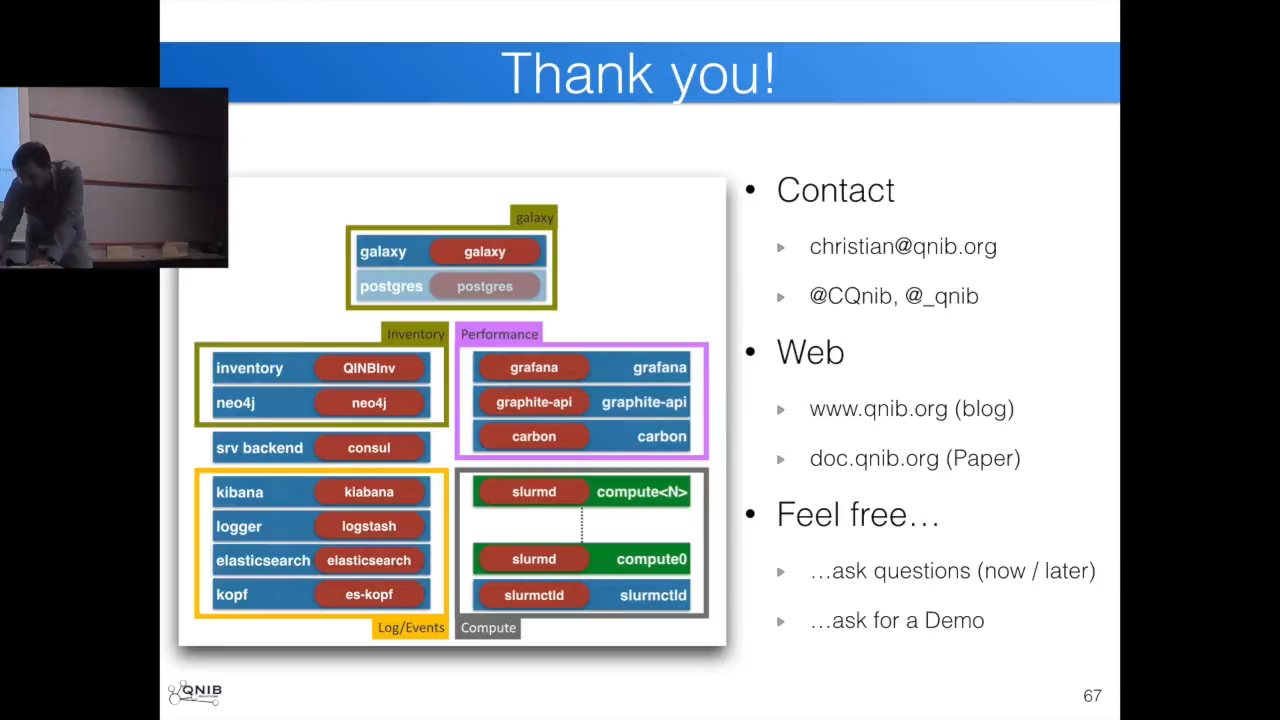 Thank you!
galaxy
galaxy galaxy
postgres postgres
Inventory
inventory QINBInv
neo4j neo4j
srv backend consul
kibana kiabana
logger logstash
elasticsearch elasticsearch
kopf es-kopf
Log/Events
Performance
grafana grafana
graphite-api graphite-api
carbon carbon
slurmd compute<N>
slurmd compute0
slurmctld slurmctld
Compute
• Contact
christian@qnib.org
@CQnib, @_qnib
• Web
www.qnib.org (blog)
doc.qnib.org (Paper)
• Feel free…
…ask questions (now / later)
…ask for a Demo
QNIB
67